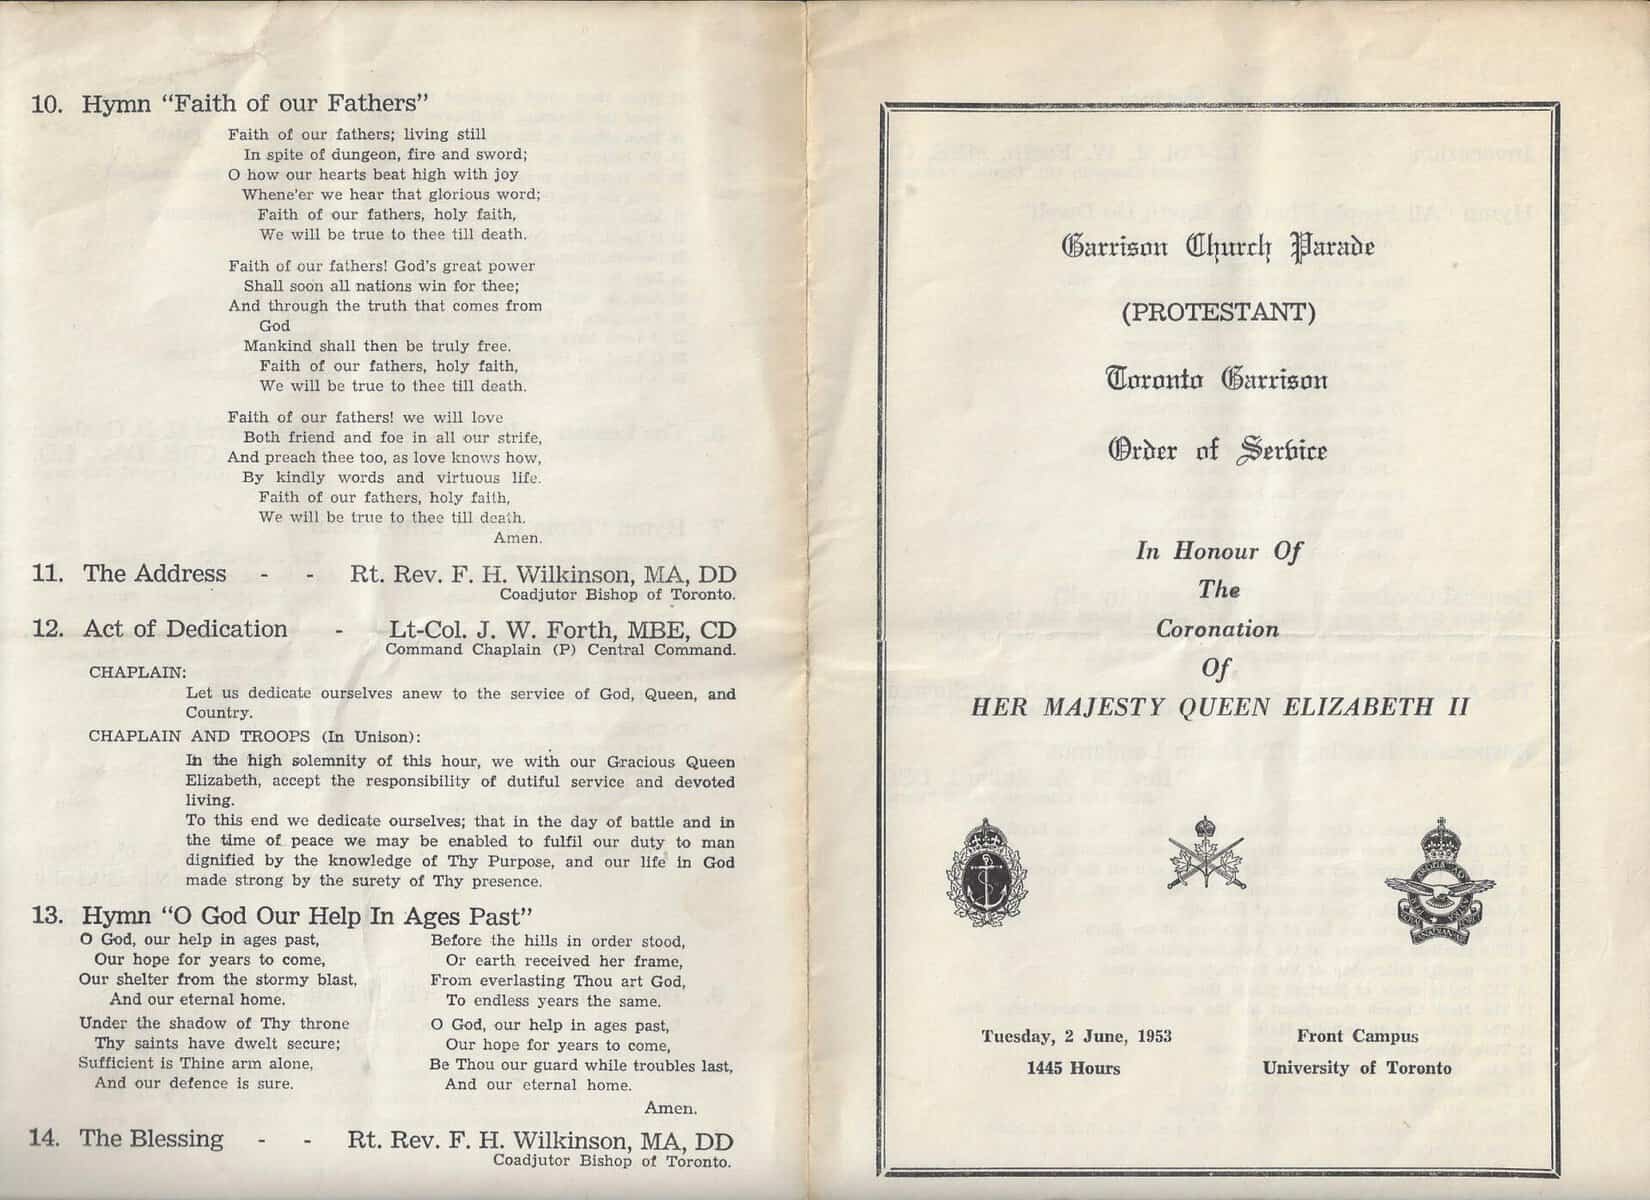 10. Hymn "Faith of our Fathers"
Faith of our fathers; living still
In spite of dungeon, fire and sword;
O how our hearts beat high with joy
Whene'er we hear that glorious word;
Faith of our fathers, holy faith,
We will be true to thee till death.
Faith of our fathers! God's great power
Shall soon all nations win for thee;
And through the truth that comes from
God
Mankind shall then be truly free.
Faith of our fathers, holy faith,
We will be true to thee till death.
Faith of our fathers! we will love
Both friend and foe in all our strife,
And preach thee too, as love knows how,
By kindly words and virtuous life.
Faith of our fathers, holy faith,
We will be true to thee till death.
Amen.
11. The Address - - Rt. Rev. F. H. Wilkinson, MA, DD
Coadjutor Bishop of Toronto.
12. Act of Dedication - Lt-Col. J. W. Forth, MBE, CD
Command Chaplain (P) Central Command.
CHAPLAIN:
Let us dedicate ourselves anew to the service of God, Queen, and
Country.
CHAPLAIN AND TROOPS (In Unison):
In the high solemnity of this hour, we with our Gracious Queen
Elizabeth, accept the responsibility of dutiful service and devoted
living.
To this end we dedicate ourselves; that in the day of battle and in
the time of peace we may be enabled to fulfil our duty to man
dignified by the knowledge of Thy Purpose, and our life in God
made strong by the surety of Thy presence.
13. Hymn "O God Our Help In Ages Past"
O God, our help in ages past,
Our hope for years to come,
Our shelter from the stormy blast,
And our eternal home.
Under the shadow of Thy throne
Thy saints have dwelt secure;
Sufficient is Thine arm alone,
And our defence is sure.
Before the hills in order stood,
Or earth received her frame,
From everlasting Thou art God,
To endless years the same.
O God, our help in ages past,
Our hope for years to come,
Be Thou our guard while troubles last,
And our eternal home.
Amen.
14. The Blessing - - Rt. Rev. F. H. Wilkinson, MA, DD
Coadjutor Bishop of Toronto.
Garrison Church Parade
(PROTESTANT)
Toronto Garrison
Order of Service
In Honour Of
The
Coronation
Of
HER MAJESTY QUEEN ELIZABETH II
Tuesday, 2 June, 1953
1445 Hours
Front Campus
University of Toronto